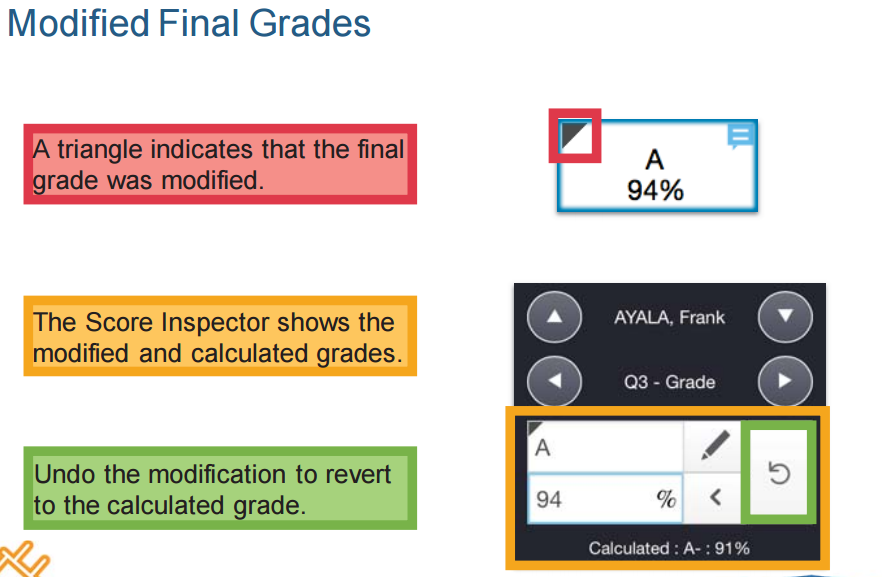 Modified Final Grades
A triangle indicates that the final
grade was modified.
A
94%
The Score Inspector shows the
modified and calculated grades.
AYALA, Frank
Q3 - Grade
A
94 %
Calculated : A- : 91%
Undo the modification to revert
to the calculated grade.